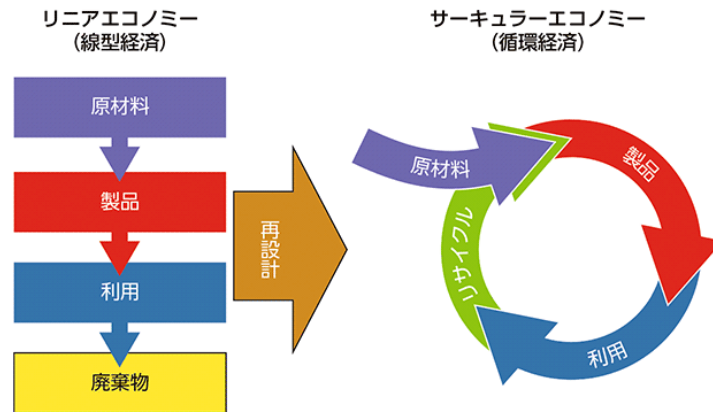 リニアエコノミー
（線型経済）
原材料
製品
利用
廃棄物
再設計
サーキュラーエコノミー
（循環経済）
原材料
製品
利用
リサイクル